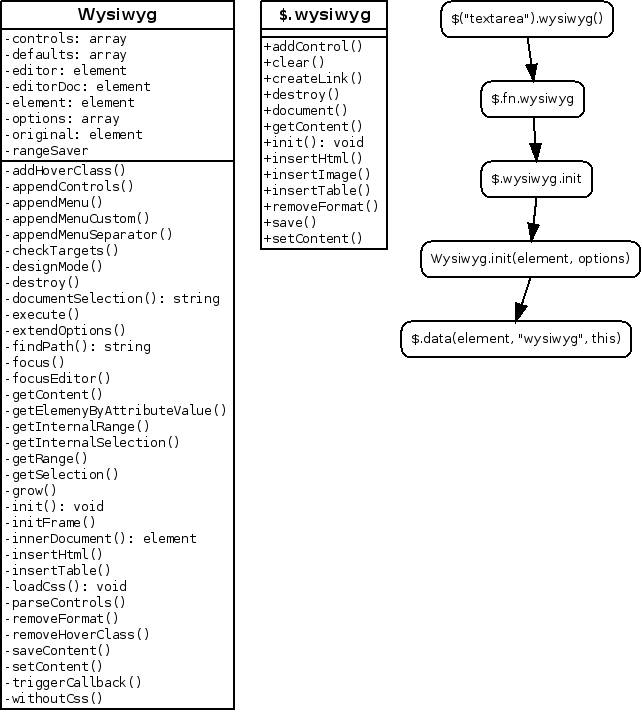 Wysiwyg
-controls: array
-defaults: array
-editor: element
-editorDoc: element
-element: element
-options: array
-original: element
-rangeSaver
-addHoverClass()
-appendControls()
-appendMenu()
-appendMenuCustom()
-appendMenuSeparator()
-checkTargets()
-designMode()
-destroy()
-documentSelection(): string
-execute()
-extendOptions()
-findPath(): string
-focus()
-focusEditor()
-getContent()
-getElemenyByAttributeValue()
-getInternalRange()
-getInternalSelection()
-getRange()
-getSelection()
-grow()
-init(): void
-initFrame()
-innerDocument(): element
-insertHtml()
-insertTable()
-loadCss(): void
-parseControls()
-removeFormat()
-removeHoverClass()
-saveContent()
-setContent()
-triggerCallback()
-withoutCss()
$.wysiwyg
+addControl()
+clear()
+createLink()
+destroy()
+document()
+getContent()
+init(): void
+insertHtml()
+insertImage()
+insertTable()
+removeFormat()
+save()
+setContent()
$("textarea").wysiwyg()
$.fn.wysiwyg
$.wysiwyg.init
Wysiwyg.init(element, options)
$.data(element, "wysiwyg", this)